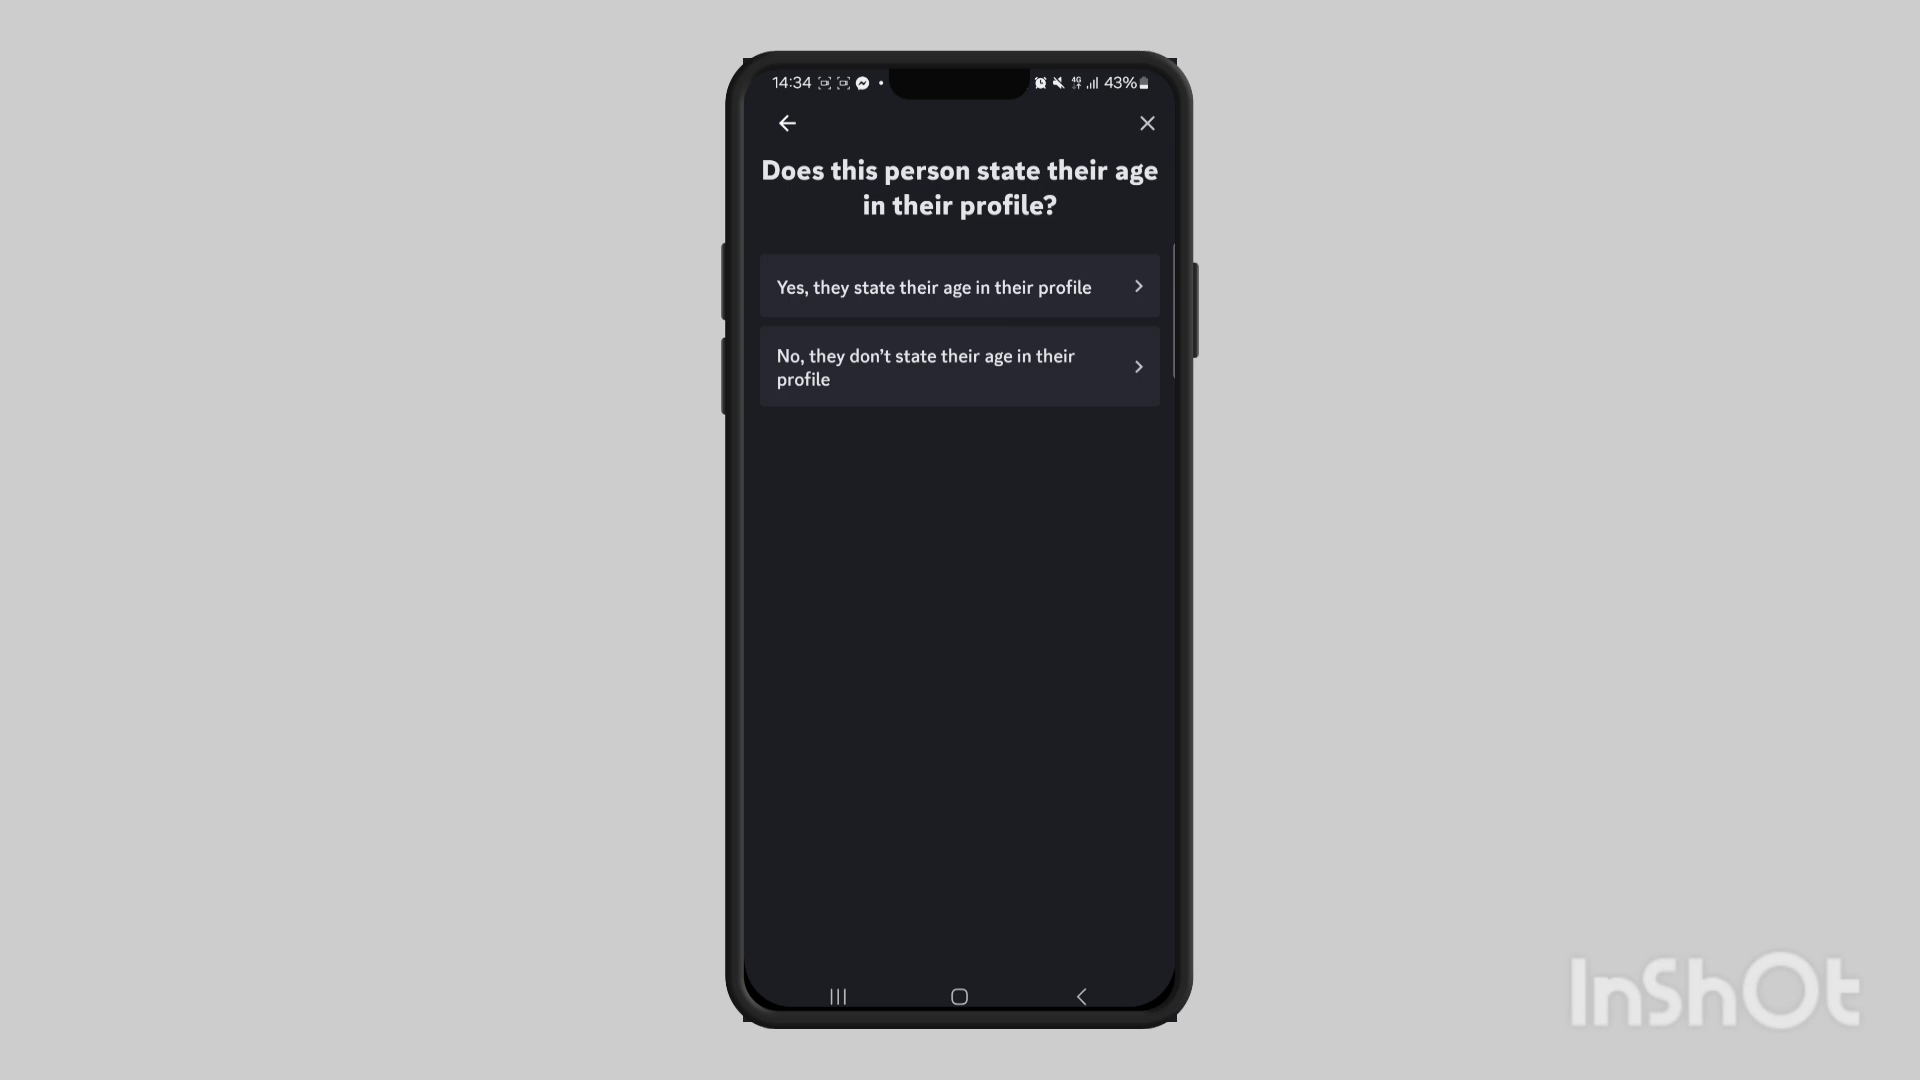 14:34
43%
Does this person state their age
in their profile?
Yes, they state their age in their profile
No, they don't state their age in their
profile
InShOt